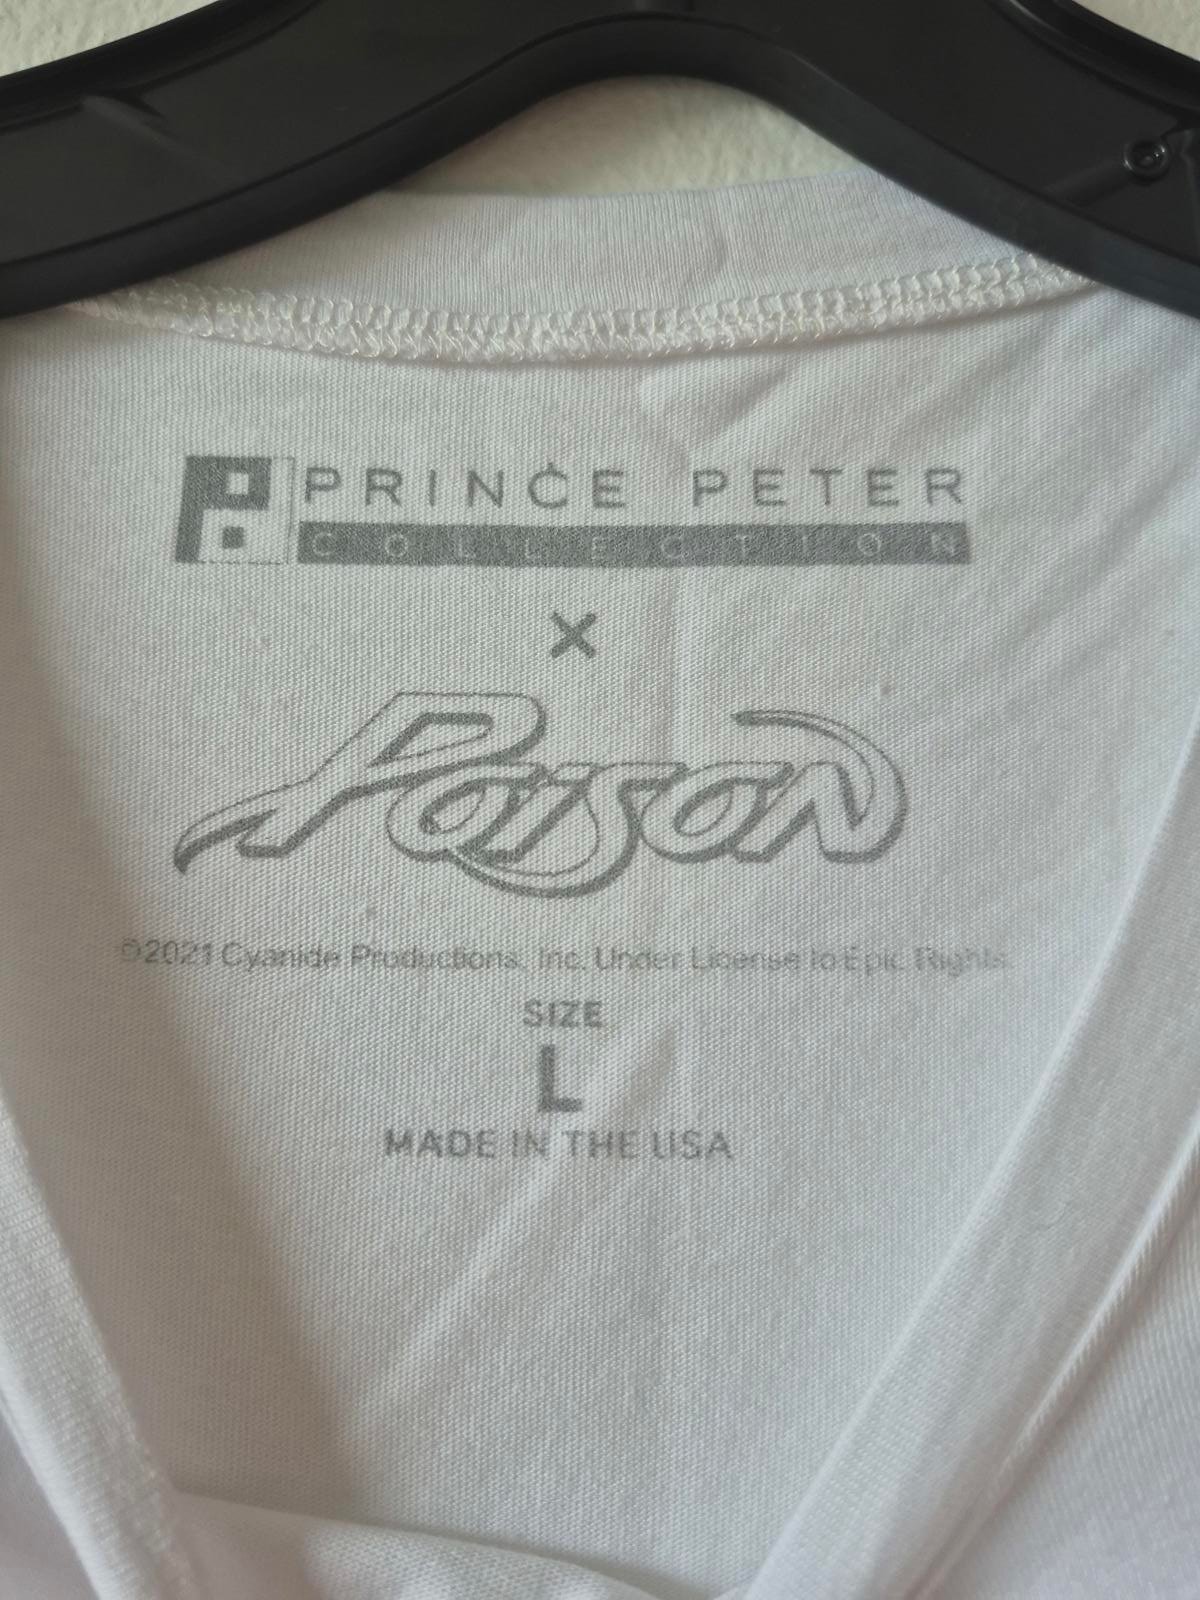 PRINCE PETER
COLLECTION
X
Poison
©2021 Cyanide Productions, Inc. Under License to Epic Rights.
SIZE
L
MADE IN THE USA